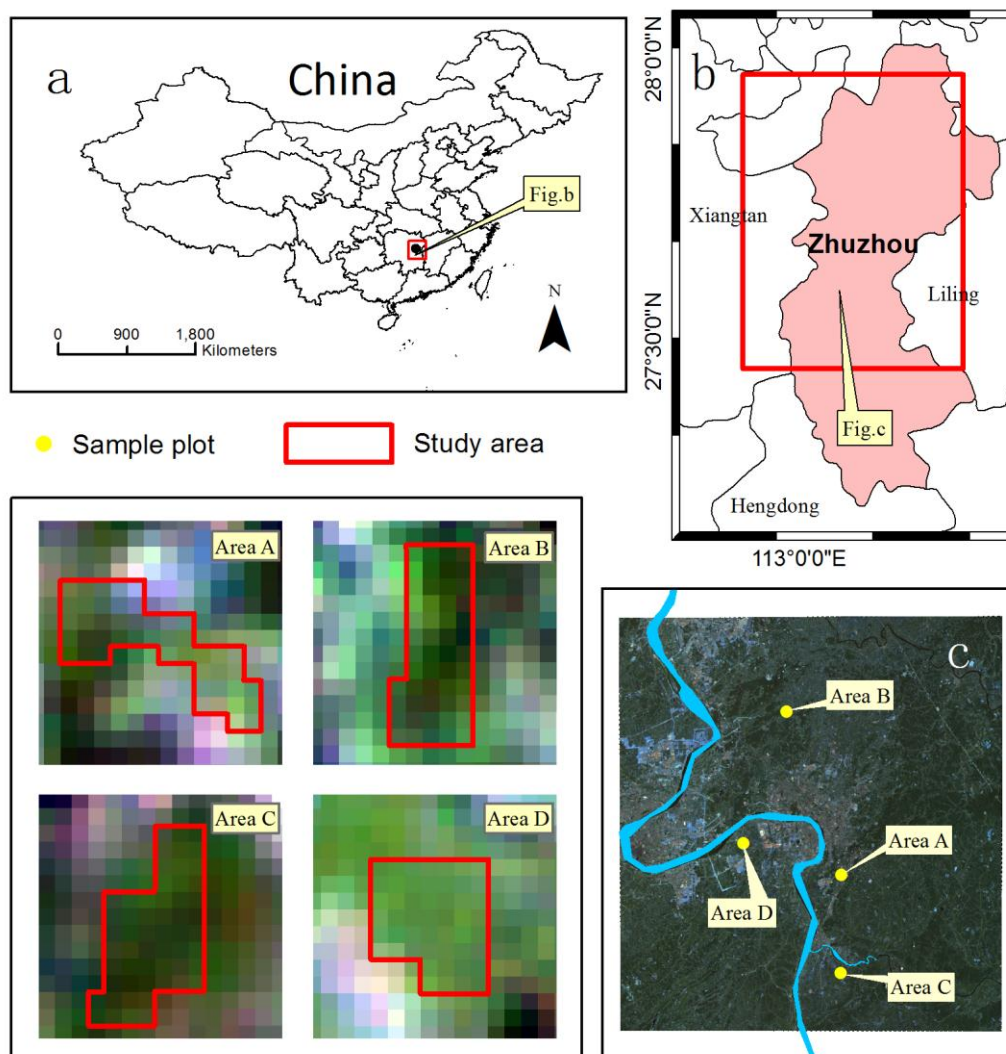 a
China
Fig.b
N
0 900 1,800
Kilometers
b
28°0'0"N
27°30'0"N
Xiangtan
Zhuzhou
Liling
Fig.c
Hengdong
113°0'0"E
Sample plot
Study area
Area A
Area B
Area C
Area D
C
Area B
Area A
Area D
Area C